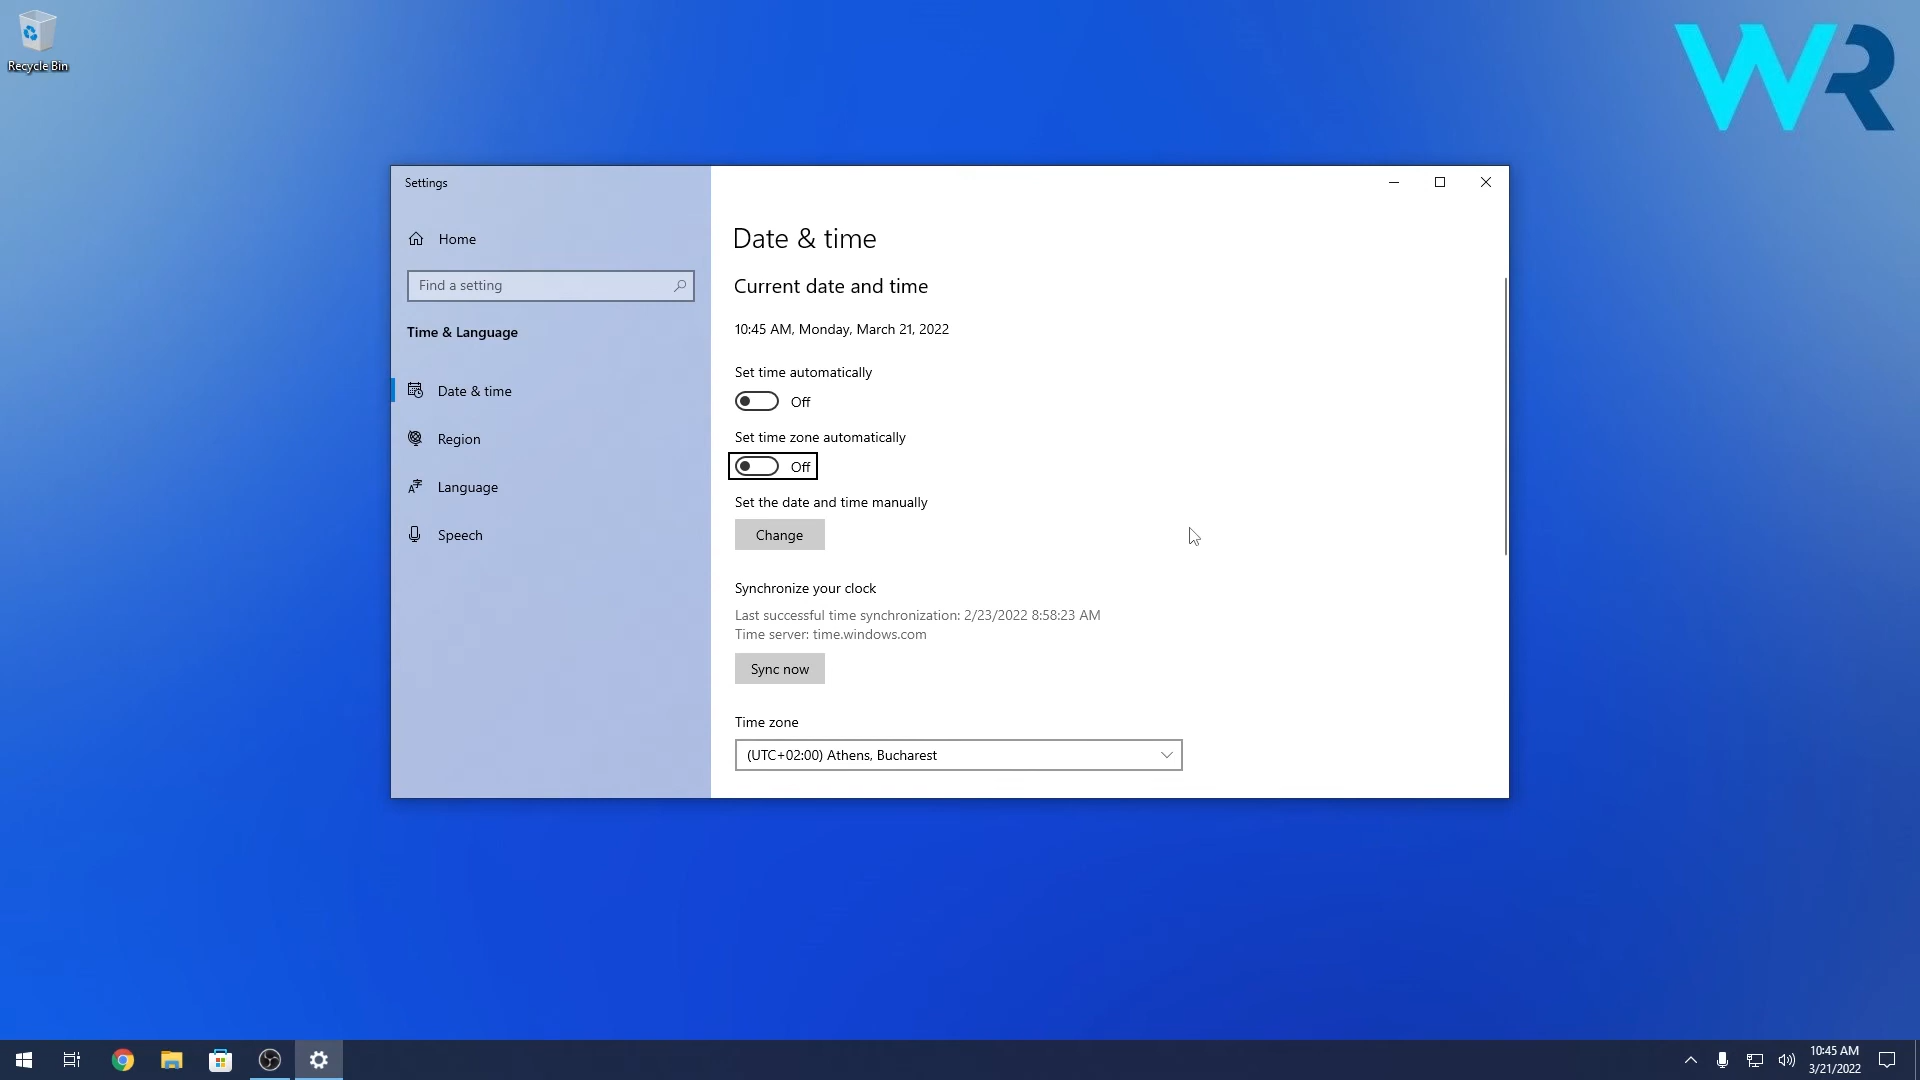 Recycle Bin
WR
Settings
Home
Find a setting
Time & Language
Date & time
Region
Language
Speech
Date & time
Current date and time
10:45 AM, Monday, March 21, 2022
Set time automatically
Off
Set time zone automatically
Off
Set the date and time manually
Change
Synchronize your clock
Last successful time synchronization: 2/23/2022 8:58:23 AM
Time server: time.windows.com
Sync now
Time zone
(UTC+02:00) Athens, Bucharest
10:45 AM
3/21/2022